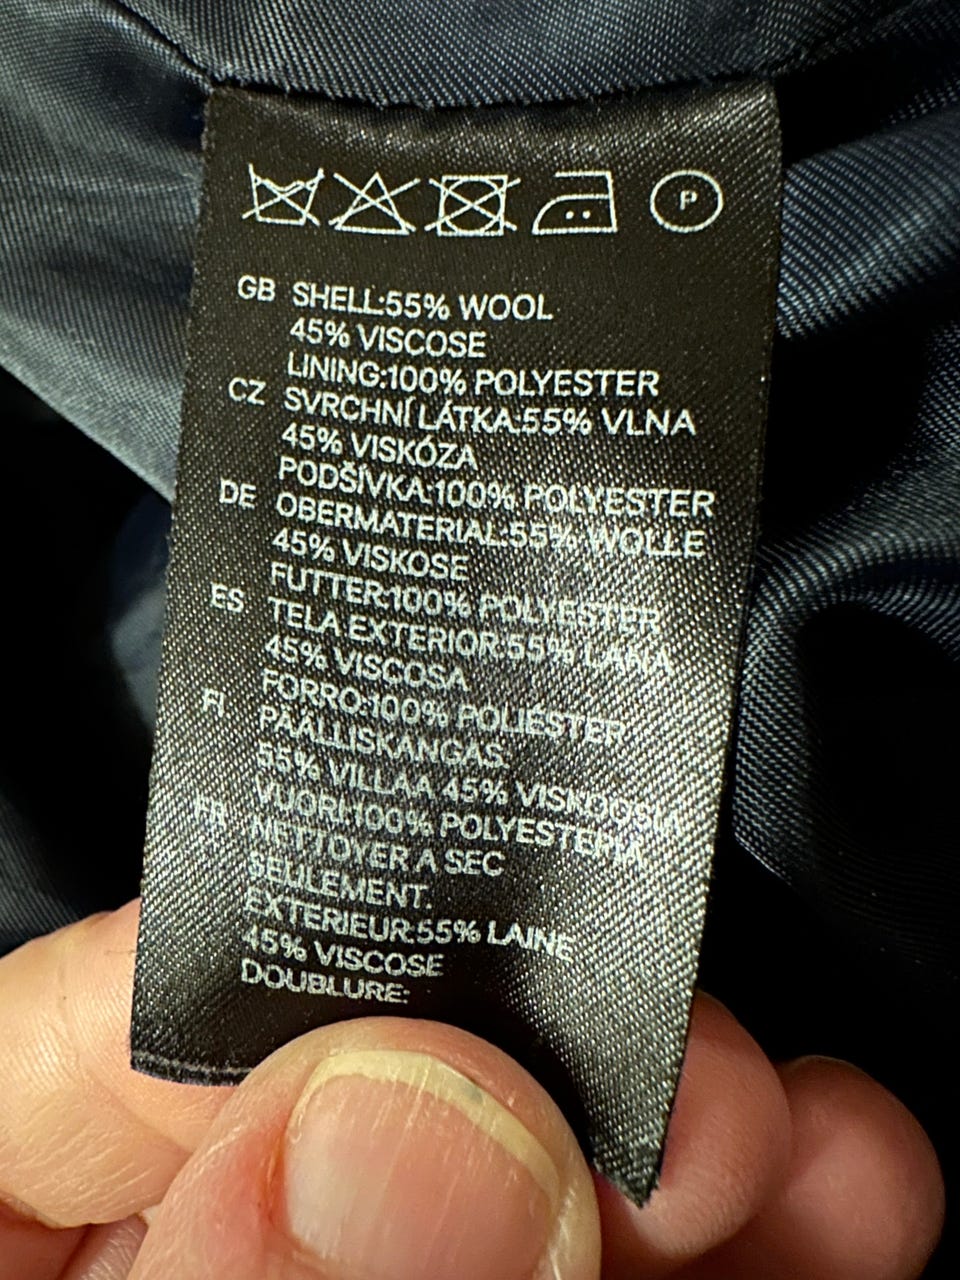 P
GB SHELL:55% WOOL
45% VISCOSE
LINING:100% POLYESTER
CZ SVRCHNÍ LÁTKA:55% VLNA
45% VISKÓZA
PODŠÍVKA:100% POLYESTER
DE OBERMATERIAL:55% WOLLE
45% VISKOSE
FUTTER:100% POLYESTER
ES TELA EXTERIOR:55% LANA
45% VISCOSA
FORRO:100% POLIÉSTER
FI PÄÄLLISKANGAS:
55% VILLAA 45% VISKOOSIA
VUORI:100% POLYESTERIA
FR NETTOYER A SEC
SEULEMENT.
EXTERIEUR:55% LAINE
45% VISCOSE
DOUBLURE: